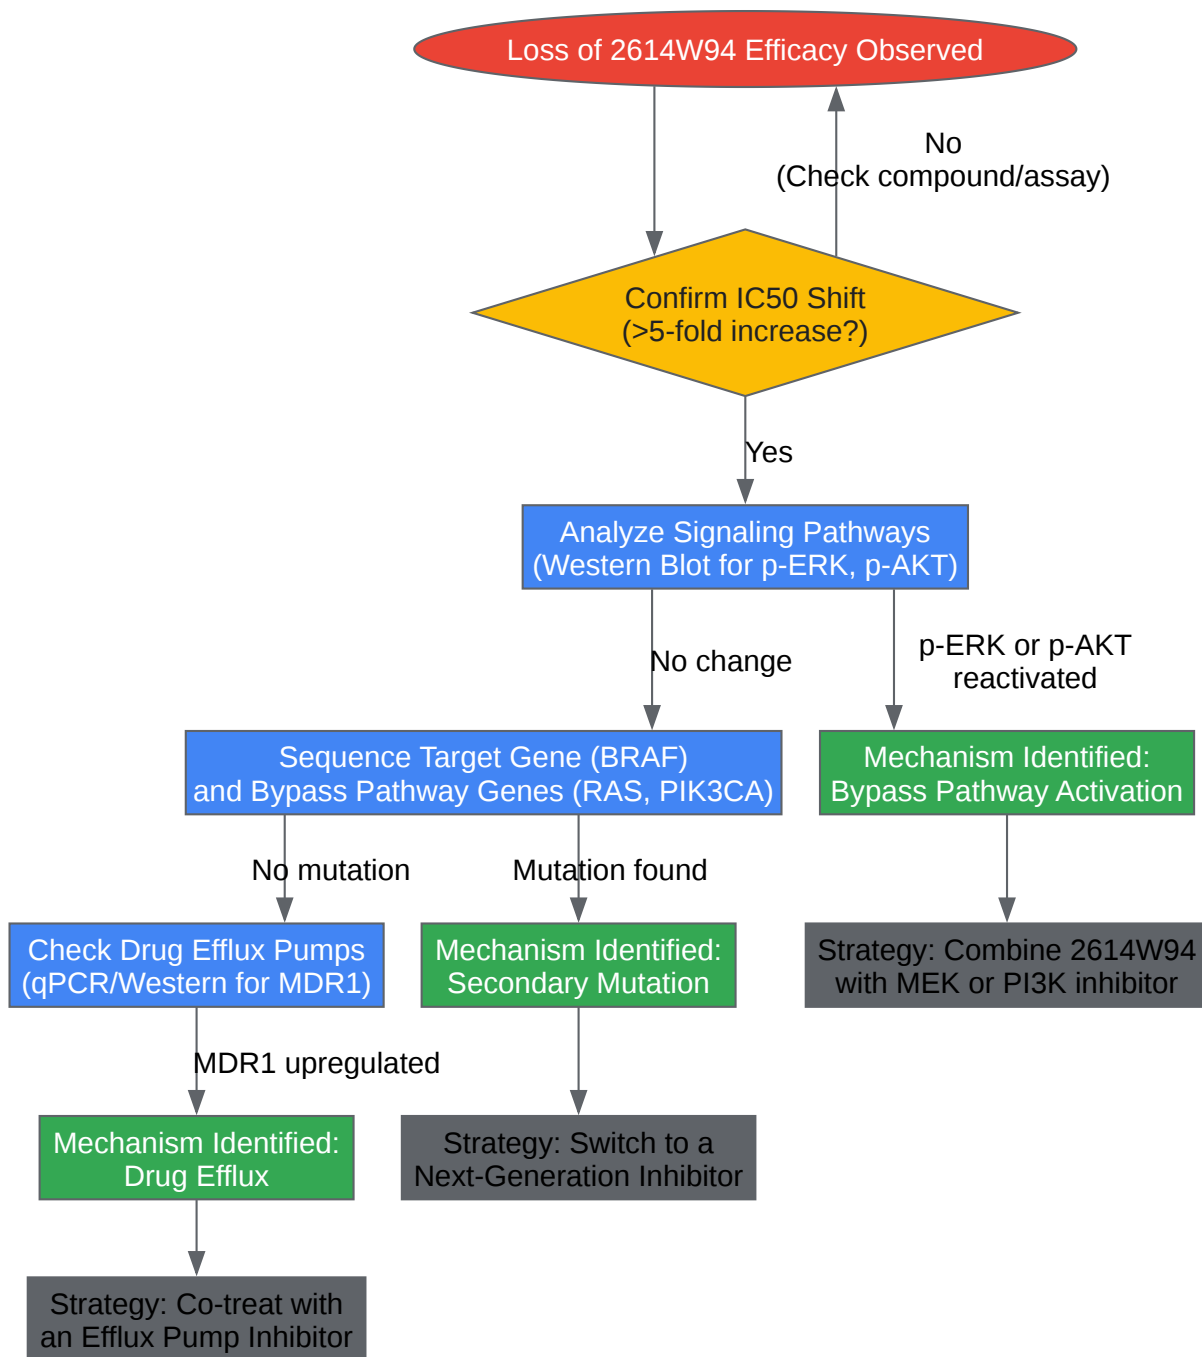 Loss of 2614W94 Efficacy Observed
No
(Check compound/assay)
Confirm IC50 Shift
(>5-fold increase?)
Yes
Analyze Signaling Pathways
(Western Blot for p-ERK, p-AKT)
No change
p-ERK or p-AKT
reactivated
Sequence Target Gene (BRAF)
and Bypass Pathway Genes (RAS, PIK3CA)
Mechanism Identified:
Bypass Pathway Activation
No mutation
Mutation found
Check Drug Efflux Pumps
(qPCR/Western for MDR1)
Mechanism Identified:
Secondary Mutation
Strategy: Combine 2614W94
with MEK or PI3K inhibitor
MDR1 upregulated
Mechanism Identified:
Drug Efflux
Strategy: Switch to a
Next-Generation Inhibitor
Strategy: Co-treat with
an Efflux Pump Inhibitor